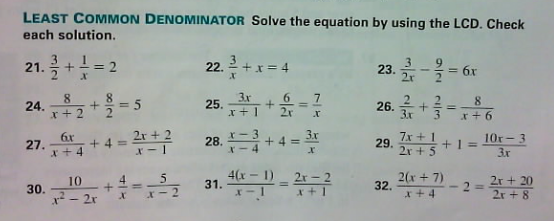 LEAST COMMON DENOMINATOR Solve the equation by using the LCD. Check
each solution.
21. 3/2 + 1/x = 2 22. 3/x + x = 4 23. 3/2x − 9/2 = 6x
24. 8/(x + 2) + 8/2 = 5 25. 3x/(x + 1) + 6/2x = 7/x 26. 2/3x + 2/3 = 8/(x + 6)
27. 6x/(x + 4) + 4 = (2x + 2)/(x − 1) 28. (x − 3)/(x − 4) + 4 = 3x/x 29. (7x + 1)/(2x + 5) + 1 = (10x − 3)/3x
30. 10/(x² − 2x) + 4/x = 5/(x − 2) 31. 4(x − 1)/(x − 1) = (2x − 2)/(x + 1) 32. 2(x + 7)/(x + 4) − 2 = (2x + 20)/(2x + 8)